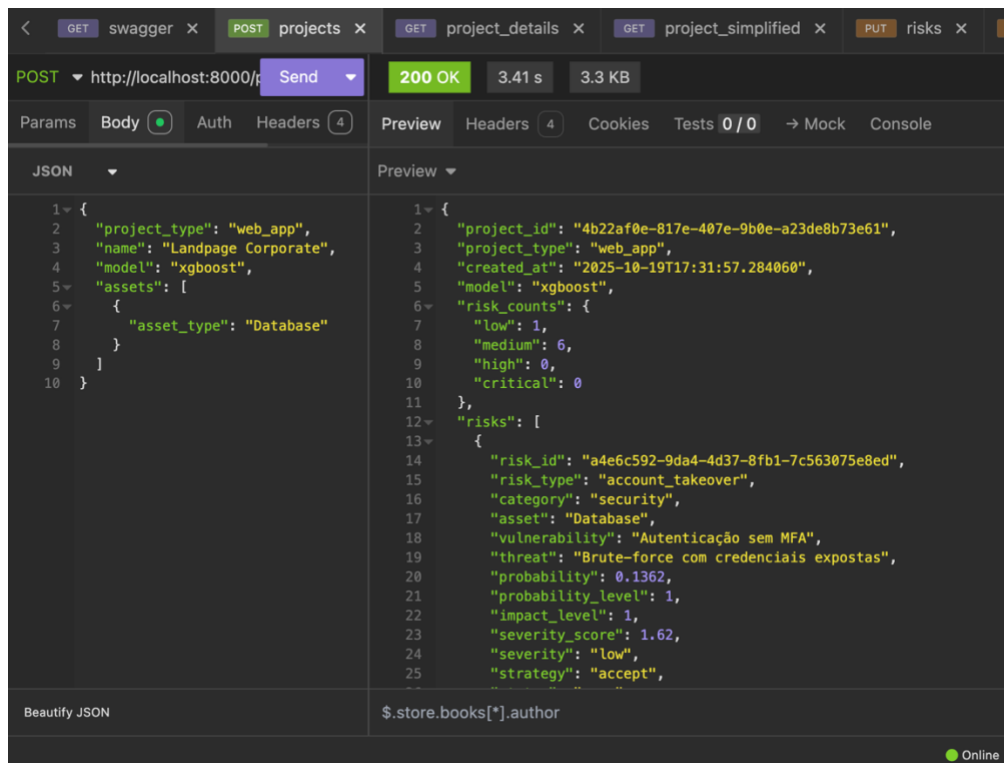 GET swagger × POST projects × GET project_details × GET project_simplified × PUT risks ×
POST http://localhost:8000/p Send 200 OK 3.41 s 3.3 KB
Params Body Auth Headers 4 Preview Headers 4 Cookies Tests 0 / 0 → Mock Console
JSON
1 {
2 "project_type": "web_app",
3 "name": "Landpage Corporate",
4 "model": "xgboost",
5 "assets": [
6 {
7 "asset_type": "Database"
8 }
9 ]
10 }
Beautify JSON
Preview
1 {
2 "project_id": "4b22af0e-817e-407e-9b0e-a23de8b73e61",
3 "project_type": "web_app",
4 "created_at": "2025-10-19T17:31:57.284060",
5 "model": "xgboost",
6 "risk_counts": {
7 "low": 1,
8 "medium": 6,
9 "high": 0,
10 "critical": 0
11 },
12 "risks": [
13 {
14 "risk_id": "a4e6c592-9da4-4d37-8fb1-7c563075e8ed",
15 "risk_type": "account_takeover",
16 "category": "security",
17 "asset": "Database",
18 "vulnerability": "Autenticação sem MFA",
19 "threat": "Brute-force com credenciais expostas",
20 "probability": 0.1362,
21 "probability_level": 1,
22 "impact_level": 1,
23 "severity_score": 1.62,
24 "severity": "low",
25 "strategy": "accept",
$.store.books[*].author
Online